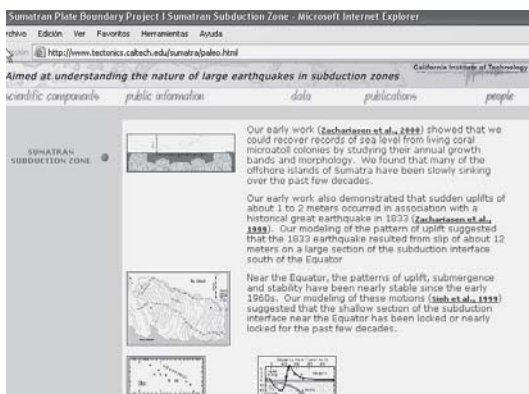 Sumatran Plate Boundary Project | Sumatran Subduction Zone - Microsoft Internet Explorer
rchivo Edición Ver Favoritos Herramientas Ayuda
http://www.tectonics.caltech.edu/sumatra/paleo.html
California Institute of Technology
Aimed at understanding the nature of large earthquakes in subduction zones
scientific components public information data publications people
SUMATRAN
SUBDUCTION ZONE
Our early work (Zachariasen et al., 2000) showed that we
could recover records of sea level from living coral
microatoll colonies by studying their annual growth
bands and morphology. We found that many of the
offshore islands of Sumatra have been slowly sinking
over the past few decades.
Our early work also demonstrated that sudden uplifts of
about 1 to 2 meters occurred in association with a
historical great earthquake in 1833 (Zachariasen et al.,
1999). Our modeling of the pattern of uplift suggested
that the 1833 earthquake resulted from slip of about 12
meters on a large section of the subduction interface
south of the Equator
Near the Equator, the patterns of uplift, submergence
and stability have been nearly stable since the early
1960s. Our modeling of these motions (Sieh et al., 1999)
suggested that the shallow section of the subduction
interface near the Equator has been locked or nearly
locked for the past few decades.